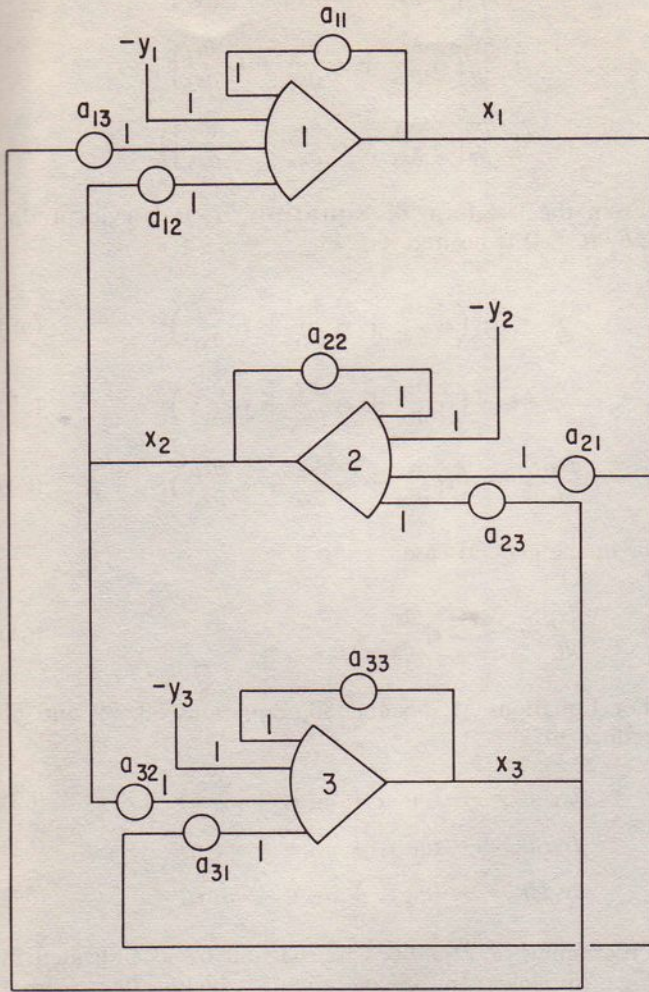 a₁₁
-y₁
1
1
a₁₃
1
1
x₁
a₁₂
1
-y₂
a₂₂
1
1
x₂
2
1
a₂₁
1
a₂₃
a₃₃
-y₃
1
1
a₃₂
1
3
x₃
a₃₁
1